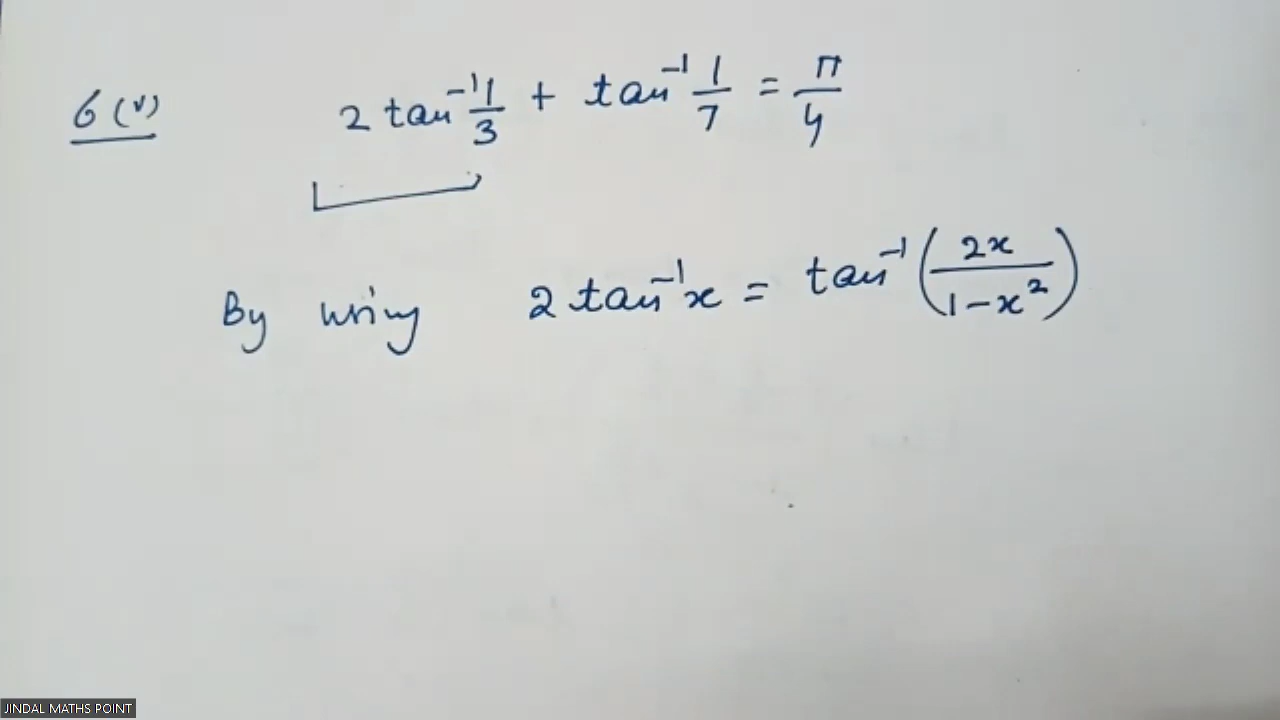 6 (v) 2 tan⁻¹ 1/3 + tan⁻¹ 1/7 = π/4
By using 2 tan⁻¹x = tan⁻¹ (2x/(1-x²))
JINDAL MATHS POINT